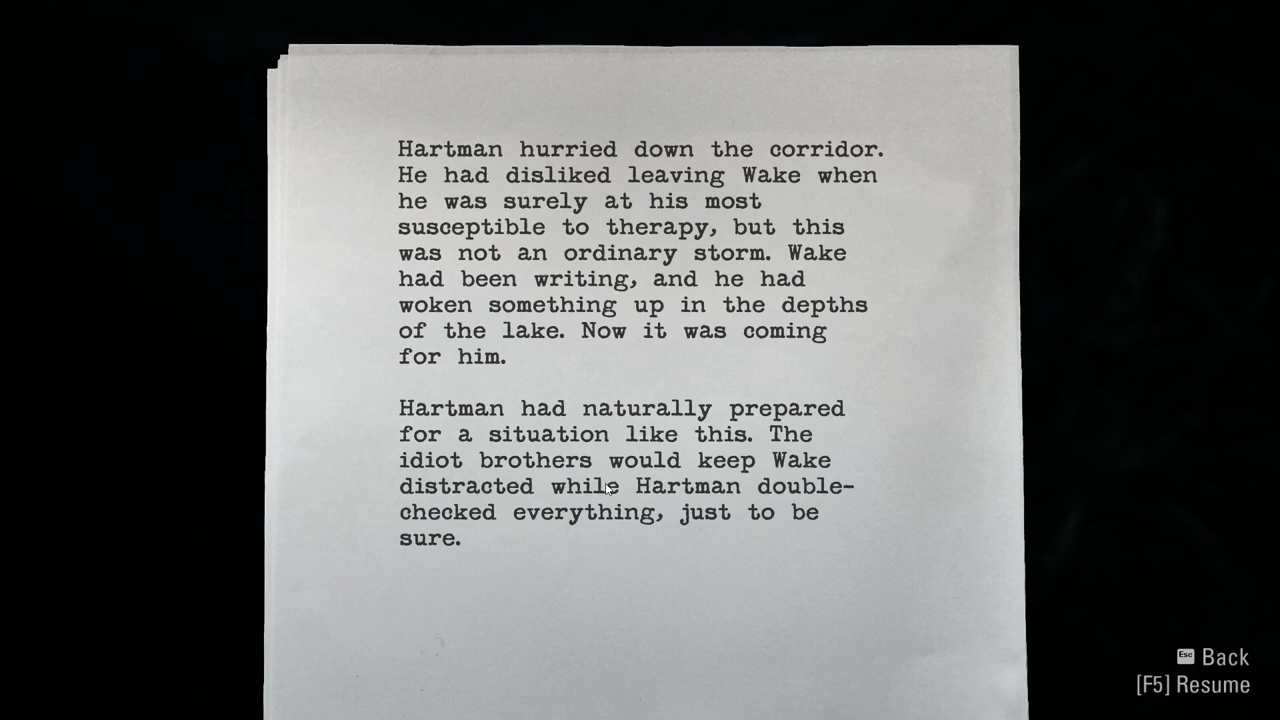 Hartman hurried down the corridor.
He had disliked leaving Wake when
he was surely at his most
susceptible to therapy, but this
was not an ordinary storm. Wake
had been writing, and he had
woken something up in the depths
of the lake. Now it was coming
for him.
Hartman had naturally prepared
for a situation like this. The
idiot brothers would keep Wake
distracted while Hartman double-
checked everything, just to be
sure.
Esc Back
[F5] Resume